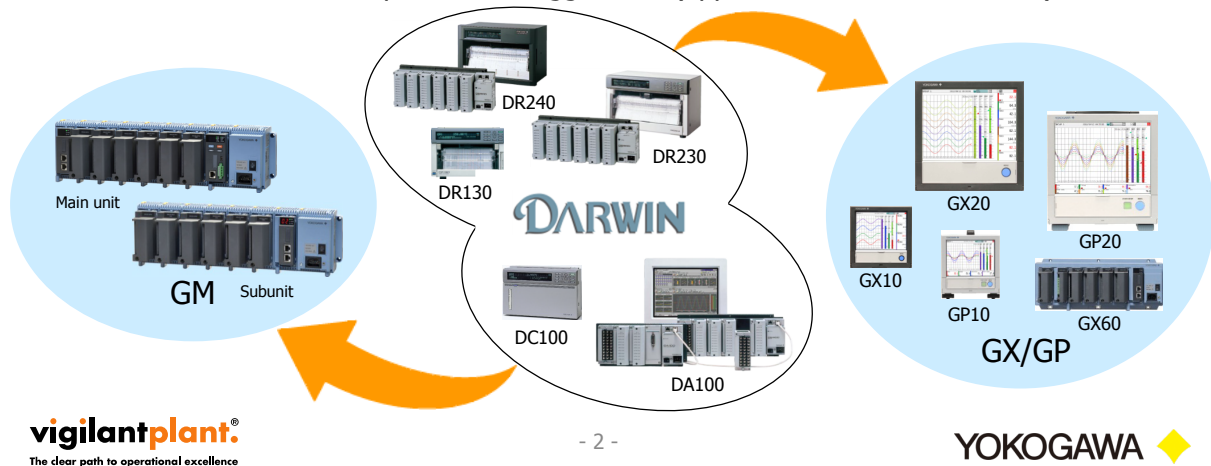 DR240
DR230
DR130
DARWIN
DC100
DA100
Main unit
GM
Subunit
GX20
GP20
GX10
GP10
GX60
GX/GP
vigilantplant.®
The clear path to operational excellence
- 2 -
YOKOGAWA